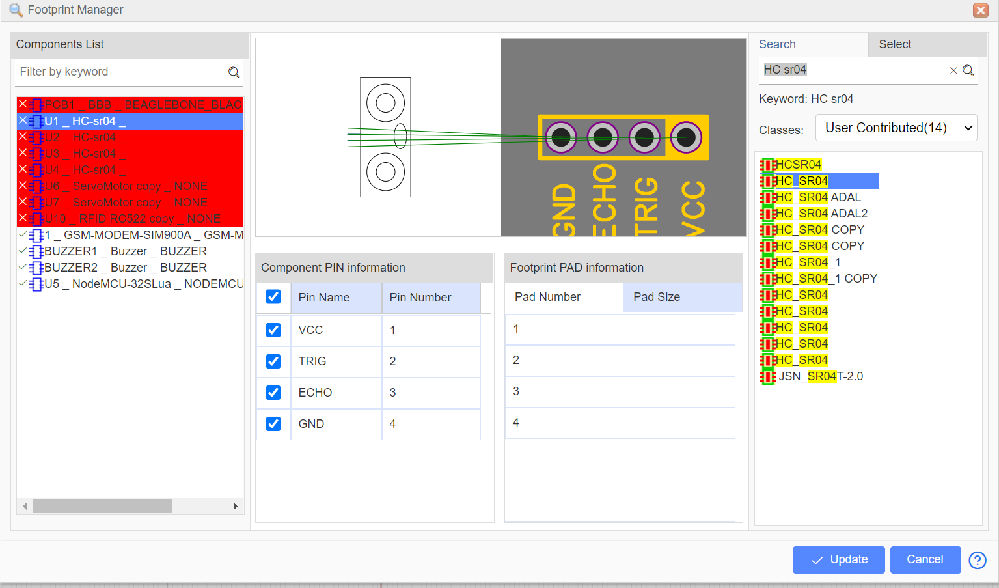 Footprint Manager
Components List
Filter by keyword
PCB1 _ BBB _ BEAGLEBONE_BLAC
U1 _ HC-sr04 _
U2 _ HC-sr04 _
U3 _ HC-sr04 _
U4 _ HC-sr04 _
U6 _ ServoMotor copy _ NONE
U7 _ ServoMotor copy _ NONE
U10 _ RFID RC522 copy _ NONE
1 _ GSM-MODEM-SIM900A _ GSM-M
BUZZER1 _ Buzzer _ BUZZER
BUZZER2 _ Buzzer _ BUZZER
U5 _ NodeMCU-32SLua _ NODEMCU
GND
ECHO
TRIG
VCC
Component PIN information
Pin Name Pin Number
VCC 1
TRIG 2
ECHO 3
GND 4
Footprint PAD information
Pad Number Pad Size
1
2
3
4
Search Select
HC sr04
Keyword: HC sr04
Classes: User Contributed(14)
HCSR04
HC_SR04
HC_SR04 ADAL
HC_SR04 ADAL2
HC_SR04 COPY
HC_SR04 COPY
HC_SR04_1
HC_SR04_1 COPY
HC_SR04
HC_SR04
HC_SR04
HC_SR04
HC_SR04
JSN_SR04T-2.0
Update Cancel ?